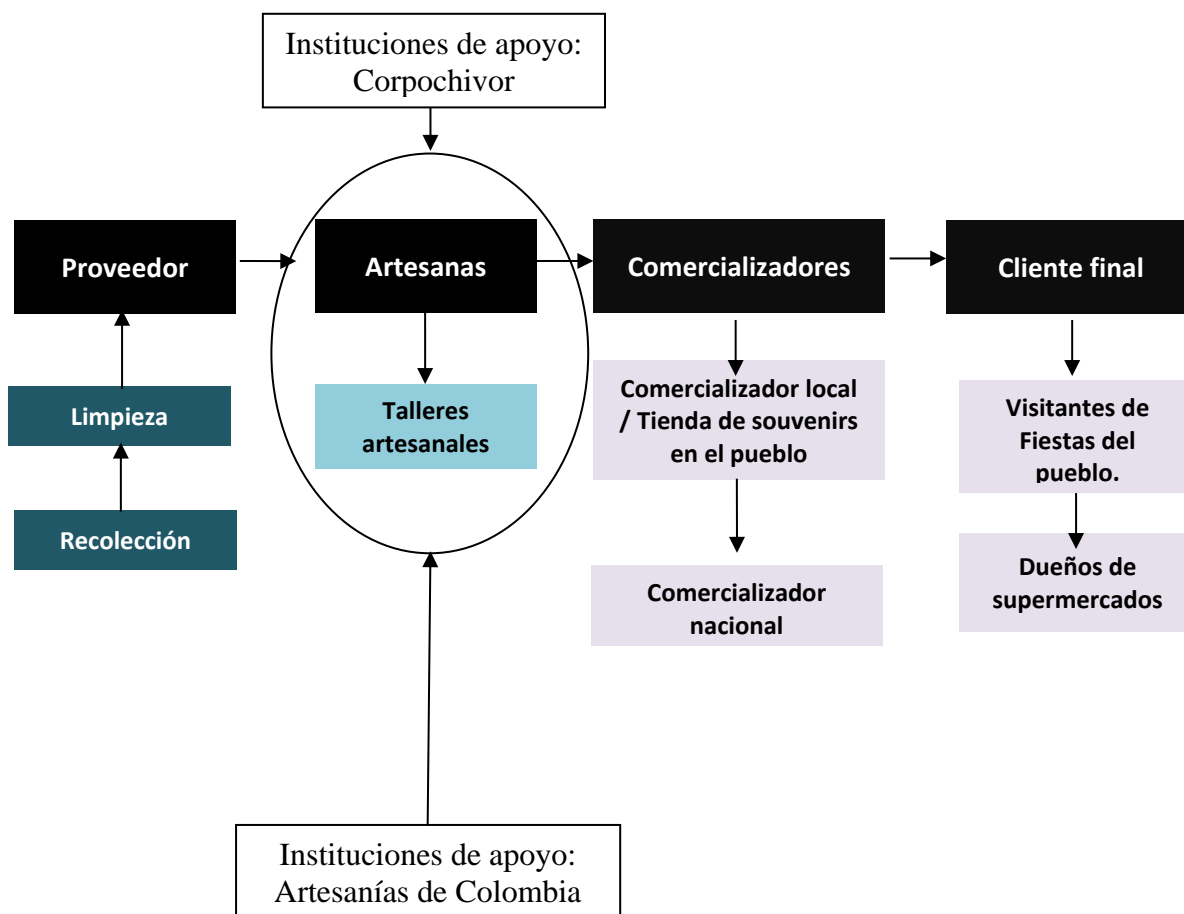 Instituciones de apoyo:
Corpochivor
Proveedor
Artesanas
Comercializadores
Cliente final
Limpieza
Recolección
Talleres
artesanales
Comercializador local
/ Tienda de souvenirs
en el pueblo
Comercializador
nacional
Visitantes de
Fiestas del
pueblo.
Dueños de
supermercados
Instituciones de apoyo:
Artesanías de Colombia